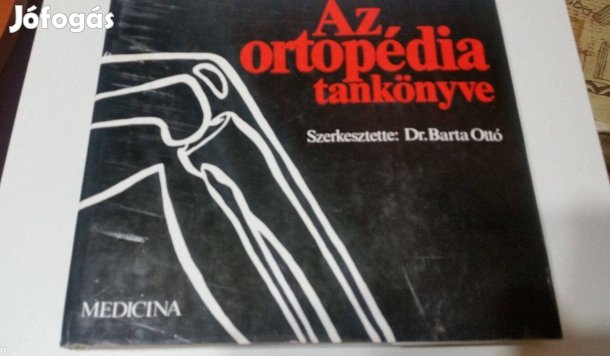 Jófogás
Az
ortopédia
tankönyve
Szerkesztette: Dr. Barta Ottó
MEDICINA